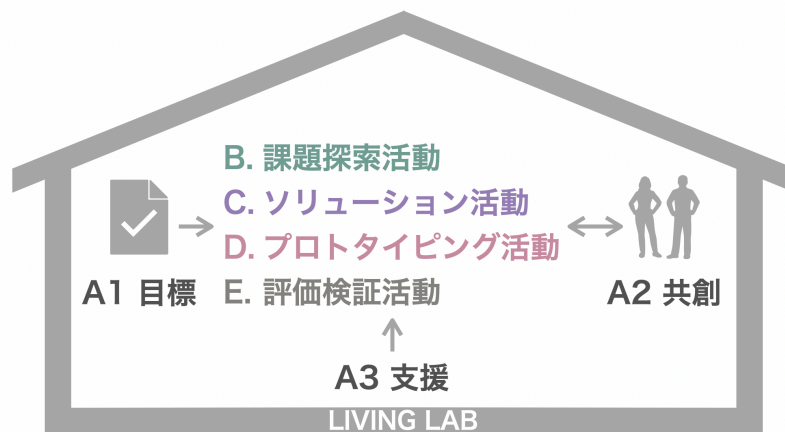 B. 課題探索活動
C. ソリューション活動
D. プロトタイピング活動
A1 目標
E. 評価検証活動
A2 共創
A3 支援
LIVING LAB